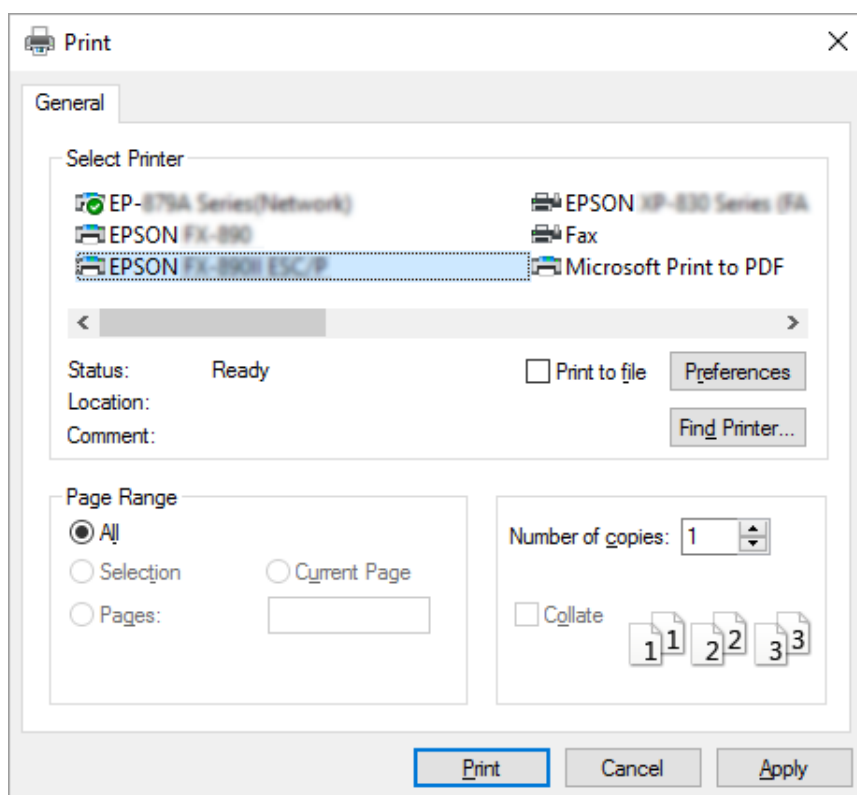 Print
General
Select Printer
EP-
EPSON
EPSON
EPSON
Fax
Microsoft Print to PDF
Status: Ready
Location:
Comment:
Print to file
Preferences
Find Printer...
Page Range
All
Selection
Current Page
Pages:
Number of copies: 1
Collate
1 1 2 2 3 3
Print
Cancel
Apply